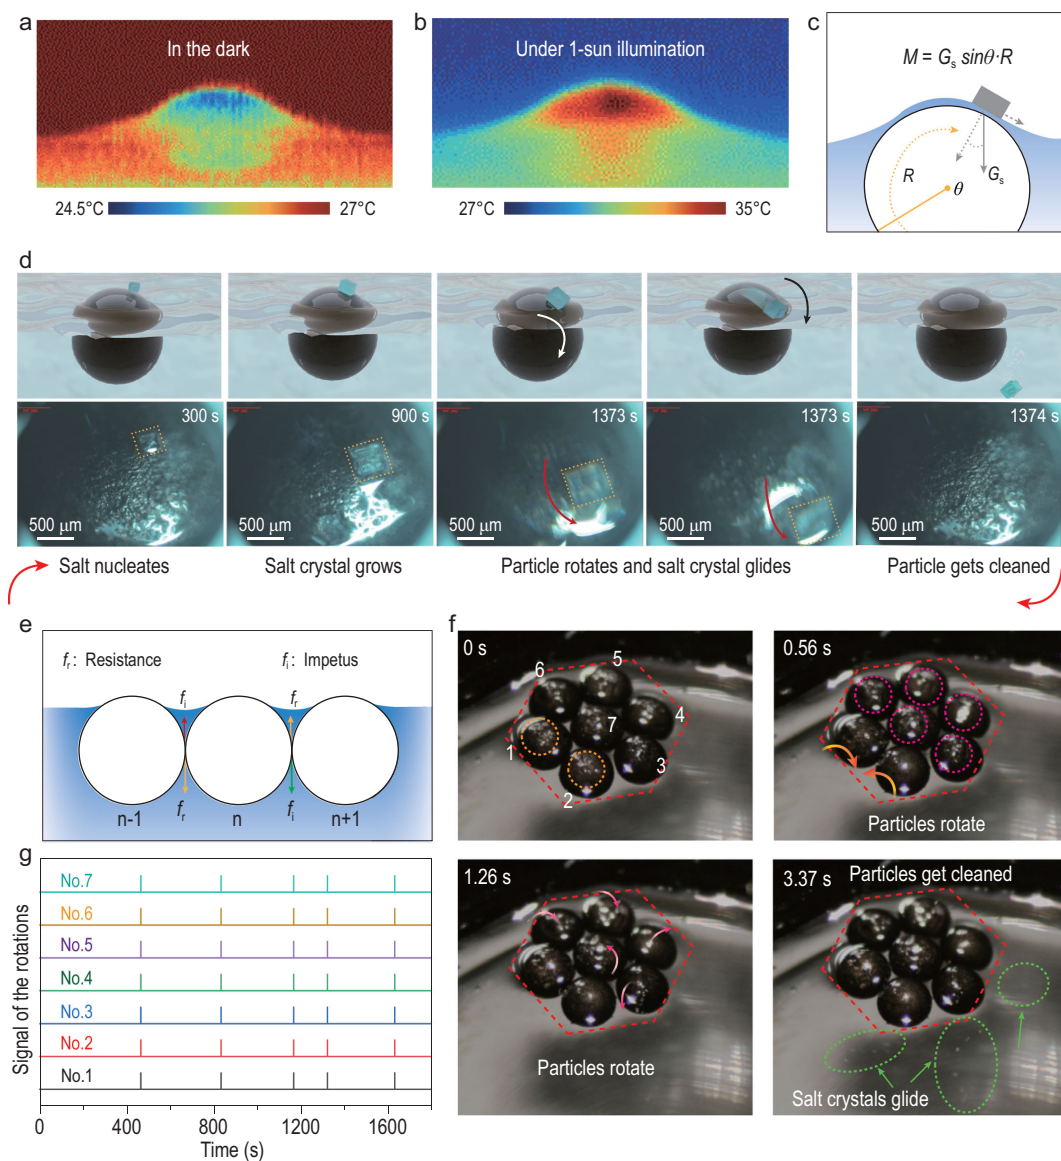 a
In the dark
24.5°C
27°C
b
Under 1-sun illumination
27°C
35°C
c
M = Gs sinθ·R
R
θ
Gs
d
300 s
500 µm
900 s
500 µm
1373 s
500 µm
1373 s
500 µm
1374 s
500 µm
Salt nucleates
Salt crystal grows
Particle rotates and salt crystal glides
Particle gets cleaned
e
fr : Resistance
fi : Impetus
fi
fr
fr
fi
n-1
n
n+1
f
0 s
1
2
3
4
5
6
7
0.56 s
Particles rotate
1.26 s
Particles rotate
3.37 s
Particles get cleaned
Salt crystals glide
g
Signal of the rotations
No.7
No.6
No.5
No.4
No.3
No.2
No.1
0
400
800
1200
1600
Time (s)